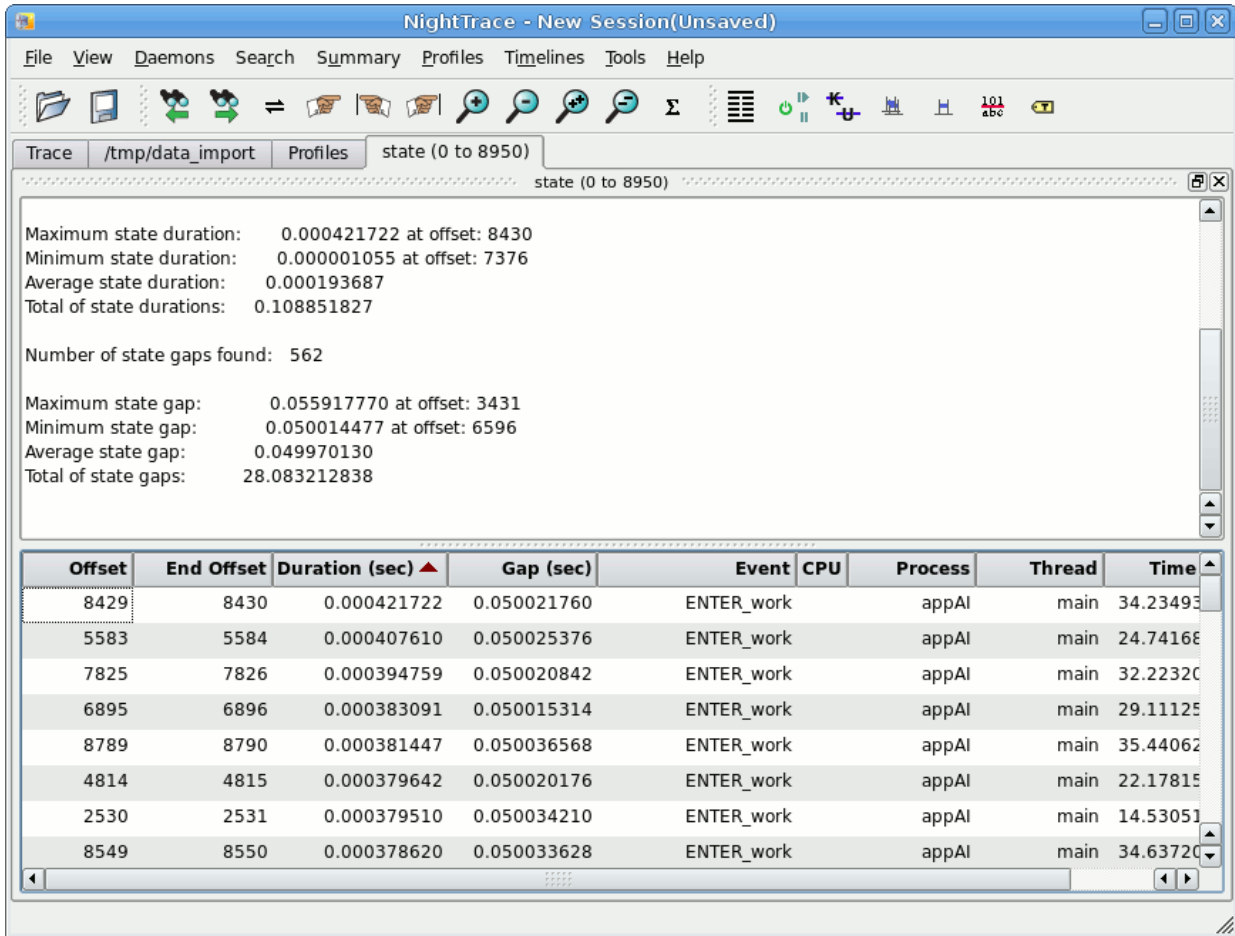 NightTrace - New Session(Unsaved)
File View Daemons Search Summary Profiles Timelines Tools Help
Σ K U 101 abc T
Trace /tmp/data_import Profiles state (0 to 8950)
state (0 to 8950)
Maximum state duration: 0.000421722 at offset: 8430
Minimum state duration: 0.000001055 at offset: 7376
Average state duration: 0.000193687
Total of state durations: 0.108851827
Number of state gaps found: 562
Maximum state gap: 0.055917770 at offset: 3431
Minimum state gap: 0.050014477 at offset: 6596
Average state gap: 0.049970130
Total of state gaps: 28.083212838
Offset End Offset Duration (sec) Gap (sec) Event CPU Process Thread Time
8429 8430 0.000421722 0.050021760 ENTER_work appAI main 34.23493
5583 5584 0.000407610 0.050025376 ENTER_work appAI main 24.74168
7825 7826 0.000394759 0.050020842 ENTER_work appAI main 32.22320
6895 6896 0.000383091 0.050015314 ENTER_work appAI main 29.11125
8789 8790 0.000381447 0.050036568 ENTER_work appAI main 35.44062
4814 4815 0.000379642 0.050020176 ENTER_work appAI main 22.17815
2530 2531 0.000379510 0.050034210 ENTER_work appAI main 14.53051
8549 8550 0.000378620 0.050033628 ENTER_work appAI main 34.63720